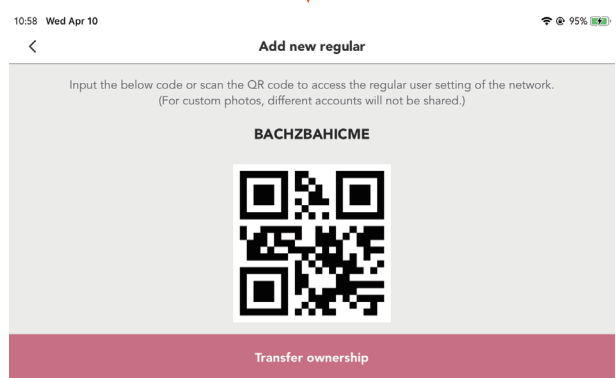 10:58 Wed Apr 10
95%
Add new regular
Input the below code or scan the QR code to access the regular user setting of the network.
(For custom photos, different accounts will not be shared.)
BACHZBAHICME
Transfer ownership